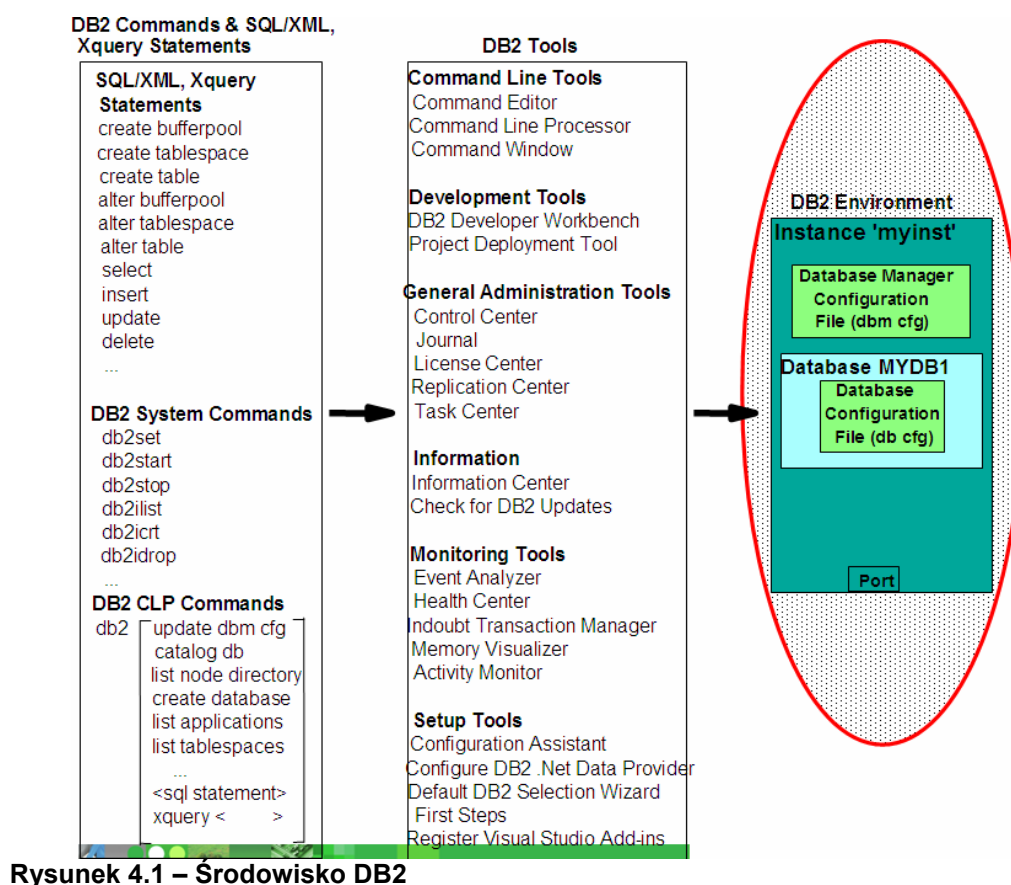 DB2 Commands & SQL/XML,
Xquery Statements
SQL/XML, Xquery
Statements
create bufferpool
create tablespace
create table
alter bufferpool
alter tablespace
alter table
select
insert
update
delete
...
DB2 System Commands
db2set
db2start
db2stop
db2ilist
db2icrt
db2idrop
...
DB2 CLP Commands
db2 update dbm cfg
catalog db
list node directory
create database
list applications
list tablespaces
...
<sql statement>
xquery < >
DB2 Tools
Command Line Tools
Command Editor
Command Line Processor
Command Window
Development Tools
DB2 Developer Workbench
Project Deployment Tool
General Administration Tools
Control Center
Journal
License Center
Replication Center
Task Center
Information
Information Center
Check for DB2 Updates
Monitoring Tools
Event Analyzer
Health Center
Indoubt Transaction Manager
Memory Visualizer
Activity Monitor
Setup Tools
Configuration Assistant
Configure DB2 .Net Data Provider
Default DB2 Selection Wizard
First Steps
Register Visual Studio Add-ins
DB2 Environment
Instance 'myinst'
Database Manager
Configuration
File (dbm cfg)
Database MYDB1
Database
Configuration
File (db cfg)
Port
Rysunek 4.1 – Środowisko DB2